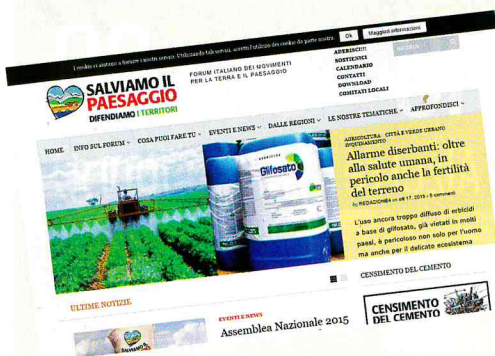 I cookie ci aiutano a fornire i nostri servizi. Utilizzando tali servizi, accetti l'utilizzo dei cookie da parte nostra. Ok Maggiori informazioni
SALVIAMO IL
PAESAGGIO
DIFENDIAMO I TERRITORI
FORUM ITALIANO DEI MOVIMENTI
PER LA TERRA E IL PAESAGGIO
ADERISCI!!!
SOSTIENICI
CALENDARIO
CONTATTI
DOWNLOAD
COMITATI LOCALI
HOME INFO SUL FORUM COSA PUOI FARE TU EVENTI E NEWS DALLE REGIONI LE NOSTRE TEMATICHE APPROFONDISCI
ERBICIDA
Glifosato
AGRICOLTURA CITTÀ E VERDE URBANO
INQUINAMENTO
Allarme diserbanti: oltre
alla salute umana, in
pericolo anche la fertilità
del terreno
by REDAZIONE4 on 17, 2015 - 5 commenti
L'uso ancora troppo diffuso di erbicidi
a base di glifosato, già vietati in molti
paesi, è pericoloso non solo per l'uomo
ma anche per il delicato ecosistema
ULTIME NOTIZIE
SALVIAMO IL
EVENTI E NEWS
Assemblea Nazionale 2015
CENSIMENTO DEL CEMENTO
CENSIMENTO
DEL CEMENTO